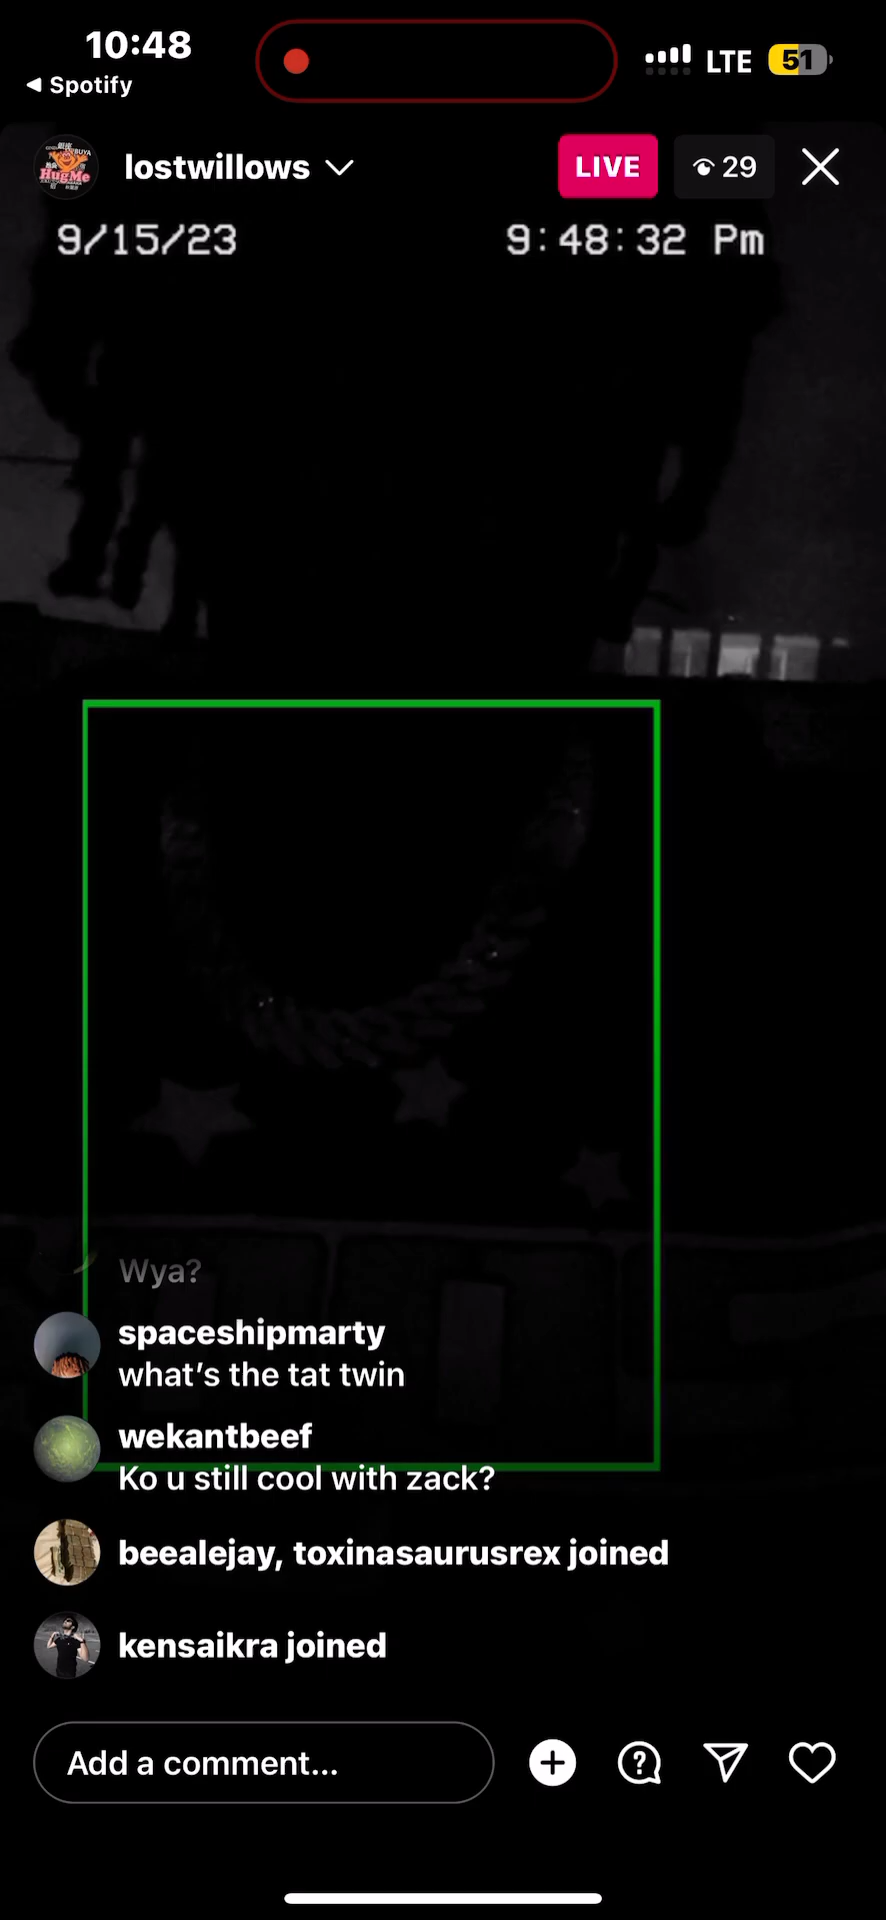 10:48
LTE
51
◀ Spotify
HugMe
lostwillows
LIVE
29
9/15/23
9:48:32 Pm
Wya?
spaceshipmarty
what's the tat twin
wekantbeef
Ko u still cool with zack?
beealejay, toxinasaurusrex joined
kensaikra joined
Add a comment...